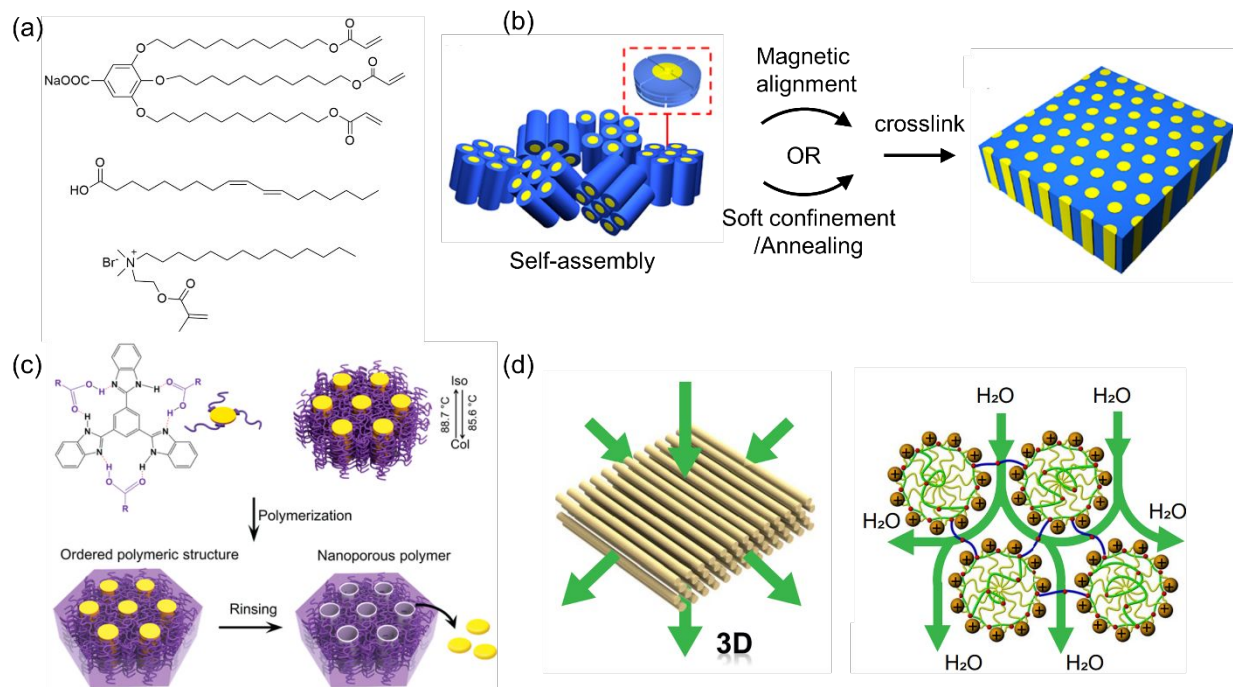 (a)
O
O
O
O
NaOOC
O
O
O
O
O
O
HO
Br-
N+
O
O
(b)
Magnetic
alignment
OR
Soft confinement
/Annealing
crosslink
Self-assembly
(c)
R
O
O
H
H
N
N
H
O
R
O
H
H
N
N
N
N
H
H
O
O
R
Iso
88.7 °C
85.6 °C
Col
Polymerization
Ordered polymeric structure
Nanoporous polymer
Rinsing
(d)
3D
H₂O
H₂O
H₂O
H₂O
H₂O
H₂O